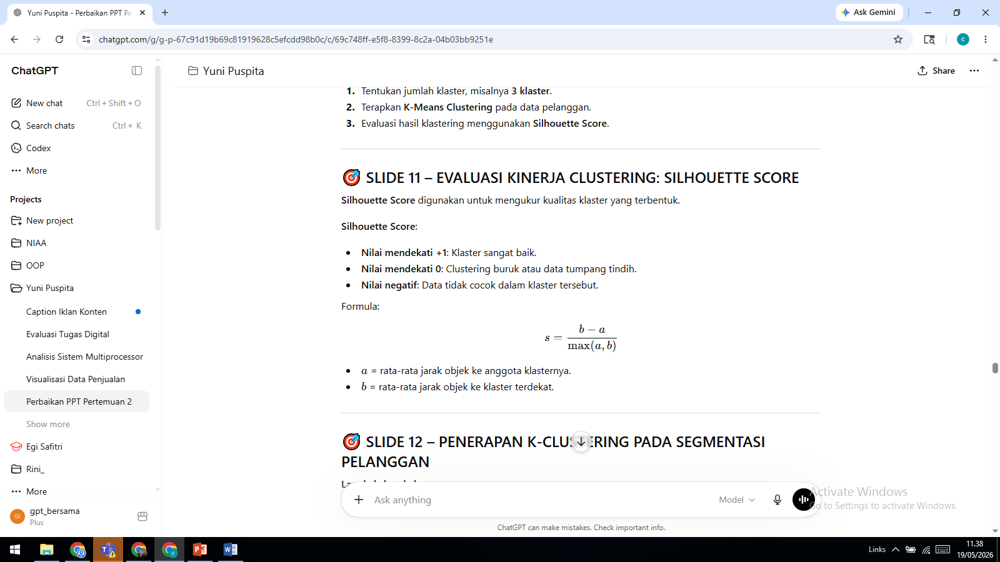 Yuni Puspita - Perbaikan PPT Pe
Ask Gemini
chatgpt.com/g/g-p-67c91d19b69c81919628c5efcdd98b0c/c/69c748ff-e5f8-8399-8c2a-04b03bb9251e
c
ChatGPT
New chat Ctrl + Shift + O
Search chats Ctrl + K
Codex
More
Projects
New project
NIAA
OOP
Yuni Puspita
Caption Iklan Konten
Evaluasi Tugas Digital
Analisis Sistem Multiprocessor
Visualisasi Data Penjualan
Perbaikan PPT Pertemuan 2
Show more
Egi Safitri
Rini_
More
GI
gpt_bersama
Plus
Yuni Puspita
Share
1. Tentukan jumlah klaster, misalnya 3 klaster.
2. Terapkan K-Means Clustering pada data pelanggan.
3. Evaluasi hasil klastering menggunakan Silhouette Score.
SLIDE 11 – EVALUASI KINERJA CLUSTERING: SILHOUETTE SCORE
Silhouette Score digunakan untuk mengukur kualitas klaster yang terbentuk.
Silhouette Score:
• Nilai mendekati +1: Klaster sangat baik.
• Nilai mendekati 0: Clustering buruk atau data tumpang tindih.
• Nilai negatif: Data tidak cocok dalam klaster tersebut.
Formula:
s = (b − a) / max(a, b)
• a = rata-rata jarak objek ke anggota klasternya.
• b = rata-rata jarak objek ke klaster terdekat.
SLIDE 12 – PENERAPAN K-CLUSTERING PADA SEGMENTASI
PELANGGAN
Ask anything
Model
Activate Windows
Go to Settings to activate Windows.
ChatGPT can make mistakes. Check important info.
Links
11.38
19/05/2026